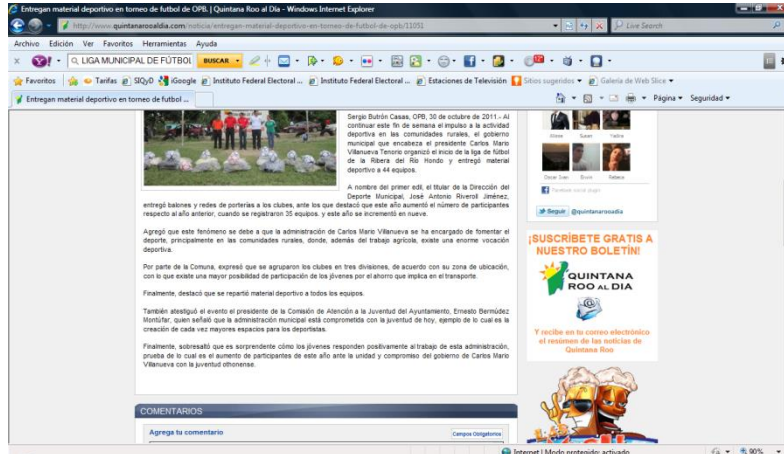 Entregan material deportivo en torneo de futbol de OPB. | Quintana Roo al Dia - Windows Internet Explorer
http://www.quintanarooaldia.com/noticia/entregan-material-deportivo-en-torneo-de-futbol-de-opb/11051
Live Search
Archivo Edición Ver Favoritos Herramientas Ayuda
LIGA MUNICIPAL DE FÚTBOL BUSCAR
Favoritos Tarifas SIQyD iGoogle Instituto Federal Electoral ... Instituto Federal Electoral ... Estaciones de Televisión Sitios sugeridos Galería de Web Slice
Entregan material deportivo en torneo de futbol ... Página Seguridad
Sergio Butrón Casas, OPB, 30 de octubre de 2011.- Al
continuar este fin de semana el impulso a la actividad
deportiva en las comunidades rurales, el gobierno
municipal que encabeza el presidente Carlos Mario
Villanueva Tenorio organizó el inicio de la liga de fútbol
de la Ribera del Río Hondo y entregó material
deportivo a 44 equipos.
A nombre del primer edil, el titular de la Dirección del
Deporte Municipal, José Antonio Riveroll Jiménez,
entregó balones y redes de porterías a los clubes, ante los que destacó que este año aumentó el número de participantes
respecto al año anterior, cuando se registraron 35 equipos. y este año se incrementó en nueve.
Agregó que este fenómeno se debe a que la administración de Carlos Mario Villanueva se ha encargado de fomentar el
deporte, principalmente en las comunidades rurales, donde, además del trabajo agrícola, existe una enorme vocación
deportiva.
Por parte de la Comuna, expresó que se agruparon los clubes en tres divisiones, de acuerdo con su zona de ubicación,
con lo que existe una mayor posibilidad de participación de los jóvenes por el ahorro que implica en el transporte.
Finalmente, destacó que se repartió material deportivo a todos los equipos.
También atestiguó el evento el presidente de la Comisión de Atención a la Juventud del Ayuntamiento, Ernesto Bermúdez
Montúfar, quien señaló que la administración municipal está comprometida con la juventud de hoy, ejemplo de lo cual es la
creación de cada vez mayores espacios para los deportistas.
Finalmente, sobresaltó que es sorprendente cómo los jóvenes responden positivamente al trabajo de esta administración,
prueba de lo cual es el aumento de participantes de este año ante la unidad y compromiso del gobierno de Carlos Mario
Villanueva con la juventud othonense.
COMENTARIOS
Agrega tu comentario Campos Obligatorios
Susan
Oscar Ivan
Rebeca
Facebook social plugin
Seguir @quintanarooaldia
¡SUSCRÍBETE GRATIS A
NUESTRO BOLETÍN!
QUINTANA
ROO AL DIA
Y recibe en tu correo electrónico
el resúmen de las noticias de
Quintana Roo
Internet | Modo protegido: activado 90%